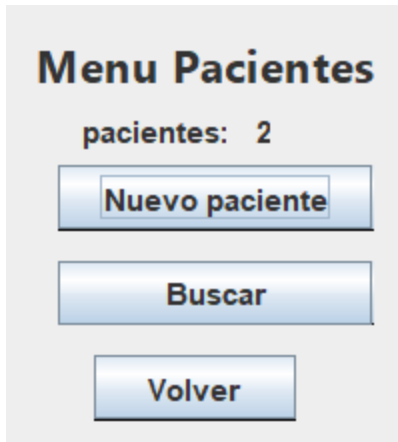 Menu Pacientes
pacientes: 2
Nuevo paciente
Buscar
Volver